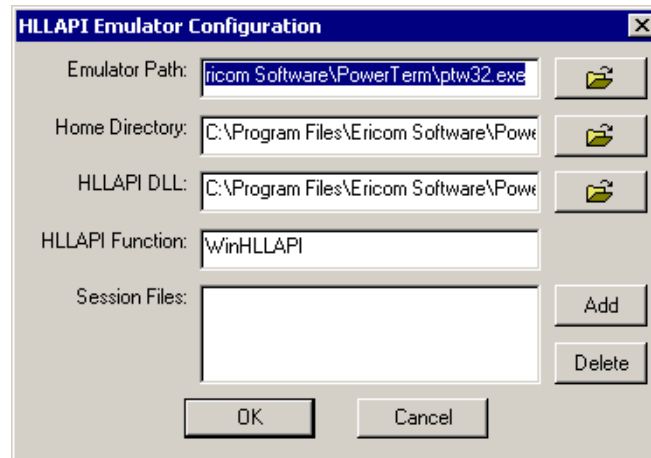 HLLAPI Emulator Configuration
Emulator Path: ricom Software\PowerTerm\ptw32.exe
Home Directory: C:\Program Files\Ericom Software\Powe
HLLAPI DLL: C:\Program Files\Ericom Software\Powe
HLLAPI Function: WinHLLAPI
Session Files: Add
Delete
OK Cancel